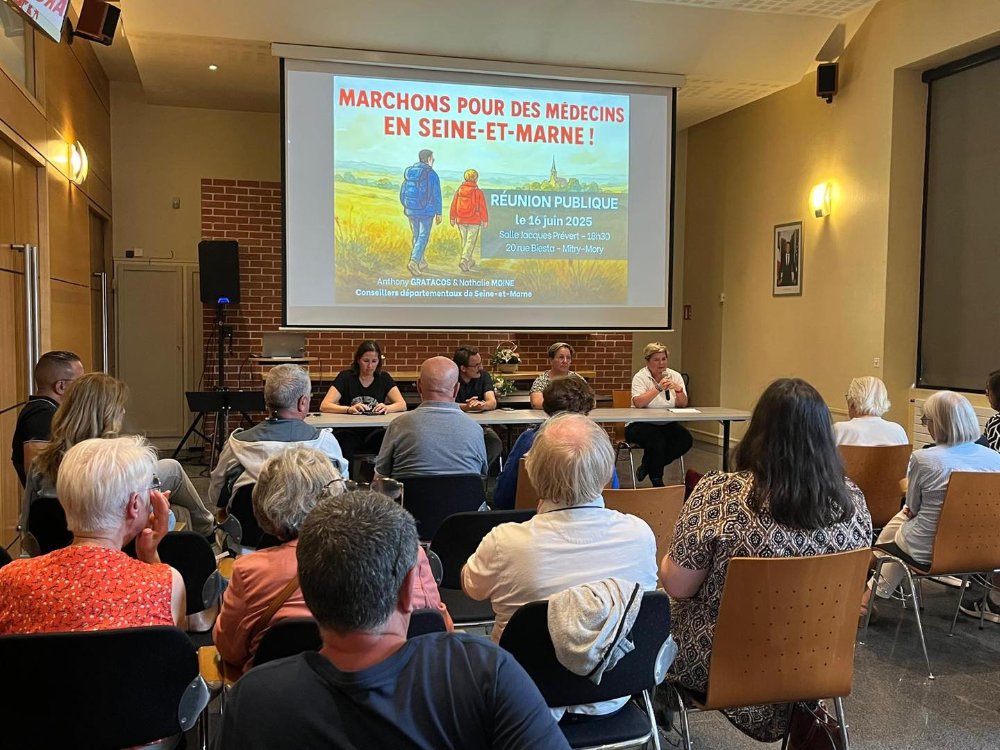 MARCHONS POUR DES MÉDECINS
EN SEINE-ET-MARNE !
RÉUNION PUBLIQUE
le 16 juin 2025
Salle Jacques Prévert - 18h30
20 rue Biesta - Mitry-Mory
Anthony GRATACOS & Nathalie MOINE
Conseillers départementaux de Seine-et-Marne